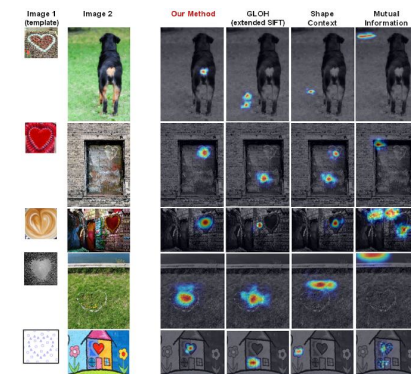 Image 1
(template)
Image 2
Our Method
GLOH
(extended SIFT)
Shape
Context
Mutual
Information